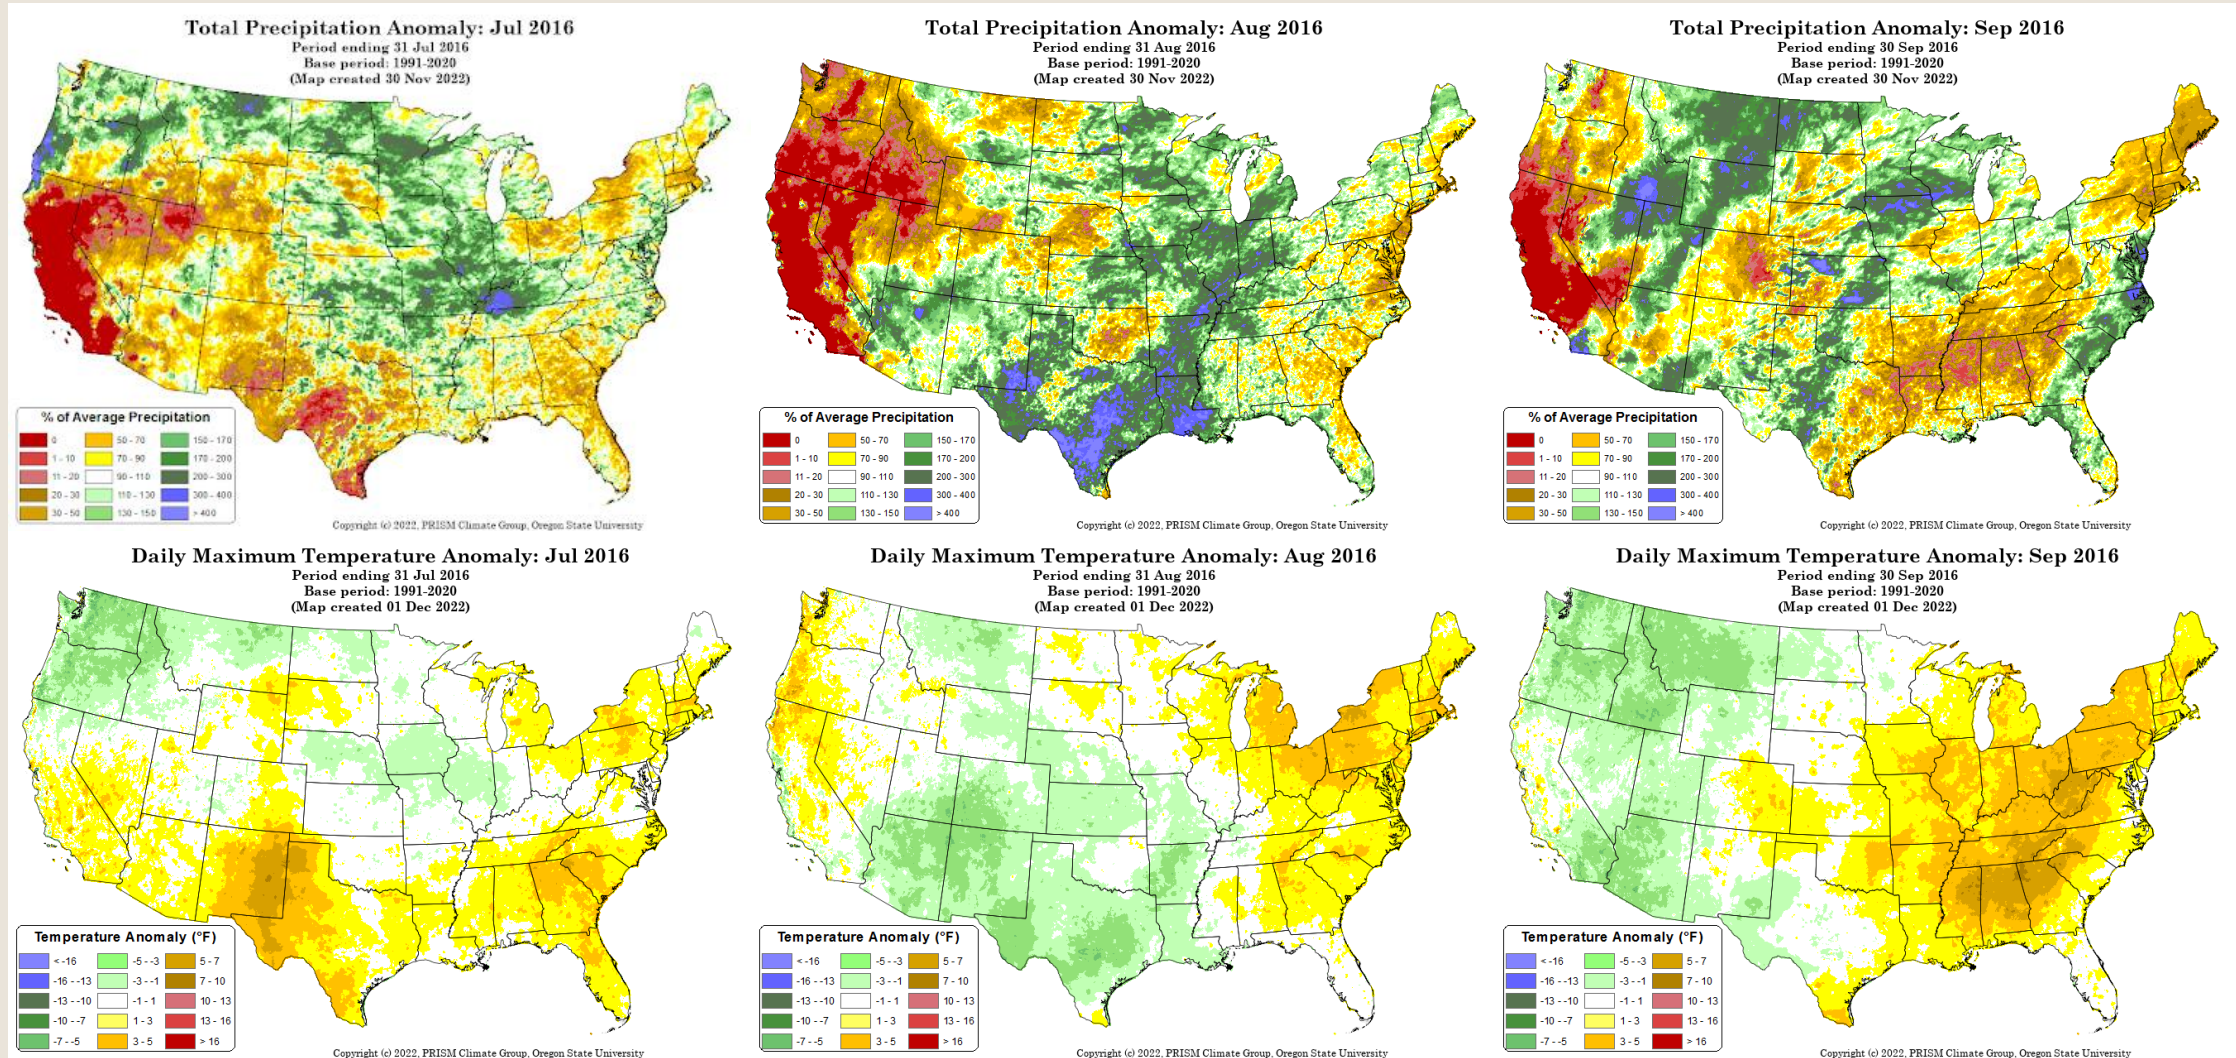 Total Precipitation Anomaly: Jul 2016
Period ending 31 Jul 2016
Base period: 1991-2020
(Map created 30 Nov 2022)
% of Average Precipitation
0 50 - 70 150 - 170
1 - 10 70 - 90 170 - 200
11 - 20 90 - 110 200 - 300
20 - 30 110 - 130 300 - 400
30 - 50 130 - 150 > 400
Copyright (c) 2022, PRISM Climate Group, Oregon State University
Total Precipitation Anomaly: Aug 2016
Period ending 31 Aug 2016
Base period: 1991-2020
(Map created 30 Nov 2022)
% of Average Precipitation
0 50 - 70 150 - 170
1 - 10 70 - 90 170 - 200
11 - 20 90 - 110 200 - 300
20 - 30 110 - 130 300 - 400
30 - 50 130 - 150 > 400
Copyright (c) 2022, PRISM Climate Group, Oregon State University
Total Precipitation Anomaly: Sep 2016
Period ending 30 Sep 2016
Base period: 1991-2020
(Map created 30 Nov 2022)
% of Average Precipitation
0 50 - 70 150 - 170
1 - 10 70 - 90 170 - 200
11 - 20 90 - 110 200 - 300
20 - 30 110 - 130 300 - 400
30 - 50 130 - 150 > 400
Copyright (c) 2022, PRISM Climate Group, Oregon State University
Daily Maximum Temperature Anomaly: Jul 2016
Period ending 31 Jul 2016
Base period: 1991-2020
(Map created 01 Dec 2022)
Temperature Anomaly (°F)
< -16 -5 - -3 5 - 7
-16 - -13 -3 - -1 7 - 10
-13 - -10 -1 - 1 10 - 13
-10 - -7 1 - 3 13 - 16
-7 - -5 3 - 5 > 16
Copyright (c) 2022, PRISM Climate Group, Oregon State University
Daily Maximum Temperature Anomaly: Aug 2016
Period ending 31 Aug 2016
Base period: 1991-2020
(Map created 01 Dec 2022)
Temperature Anomaly (°F)
< -16 -5 - -3 5 - 7
-16 - -13 -3 - -1 7 - 10
-13 - -10 -1 - 1 10 - 13
-10 - -7 1 - 3 13 - 16
-7 - -5 3 - 5 > 16
Copyright (c) 2022, PRISM Climate Group, Oregon State University
Daily Maximum Temperature Anomaly: Sep 2016
Period ending 30 Sep 2016
Base period: 1991-2020
(Map created 01 Dec 2022)
Temperature Anomaly (°F)
< -16 -5 - -3 5 - 7
-16 - -13 -3 - -1 7 - 10
-13 - -10 -1 - 1 10 - 13
-10 - -7 1 - 3 13 - 16
-7 - -5 3 - 5 > 16
Copyright (c) 2022, PRISM Climate Group, Oregon State University